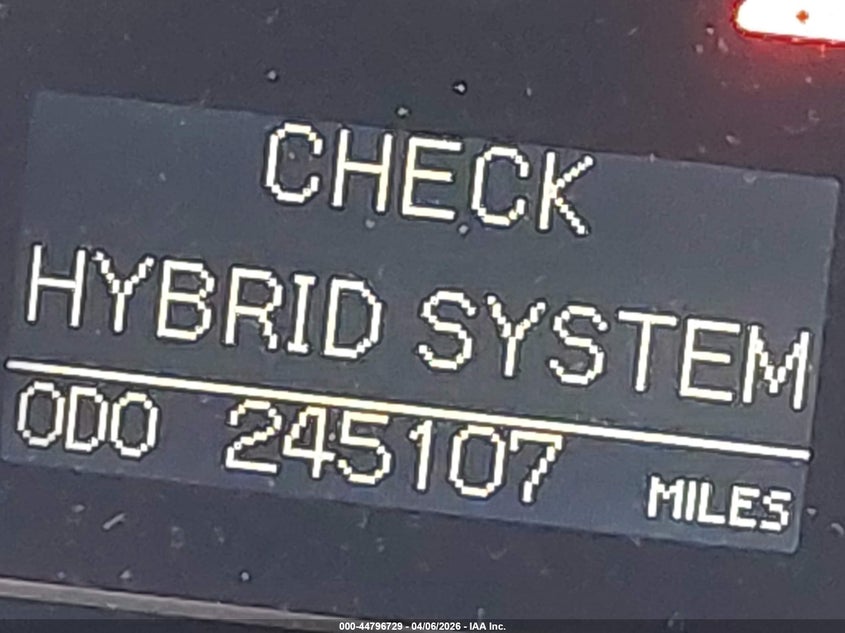 CHECK
HYBRID SYSTEM
ODO 245107 MILES
000-44796729 - 04/06/2026 - IAA Inc.